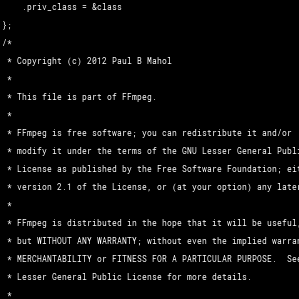 .priv_class = &class
};
/*
 * Copyright (c) 2012 Paul B Mahol
 *
 * This file is part of FFmpeg.
 *
 * FFmpeg is free software; you can redistribute it and/or
 * modify it under the terms of the GNU Lesser General Publi
 * License as published by the Free Software Foundation; eit
 * version 2.1 of the License, or (at your option) any later
 *
 * FFmpeg is distributed in the hope that it will be useful,
 * but WITHOUT ANY WARRANTY; without even the implied warran
 * MERCHANTABILITY or FITNESS FOR A PARTICULAR PURPOSE.  See
 * Lesser General Public License for more details.
 *